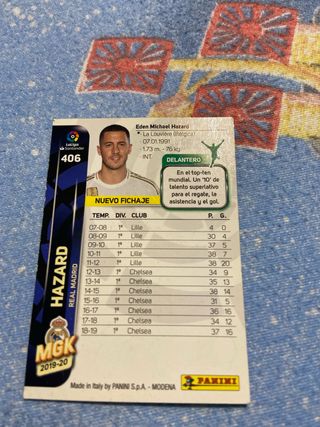 LaLiga
Santander
406
Eden Michael Hazard
La Louvière (Bélgica)
07.01.1991
1,73 m. - 76 kg
INT
DELANTERO
En el top-ten
mundial. Un '10' de
talento superlativo
para el regate, la
asistencia y el gol.
NUEVO FICHAJE
HAZARD
REAL MADRID
MGK
2019-20
TEMP. DIV. CLUB P. G.
07-08 1ª Lille 4 0
08-09 1ª Lille 30 4
09-10 1ª Lille 37 5
10-11 1ª Lille 38 7
11-12 1ª Lille 38 20
12-13 1ª Chelsea 34 9
13-14 1ª Chelsea 35 14
14-15 1ª Chelsea 38 14
15-16 1ª Chelsea 31 5
16-17 1ª Chelsea 36 16
17-18 1ª Chelsea 34 12
18-19 1ª Chelsea 37 16
Made in Italy by PANINI S.p.A. - MODENA
PANINI